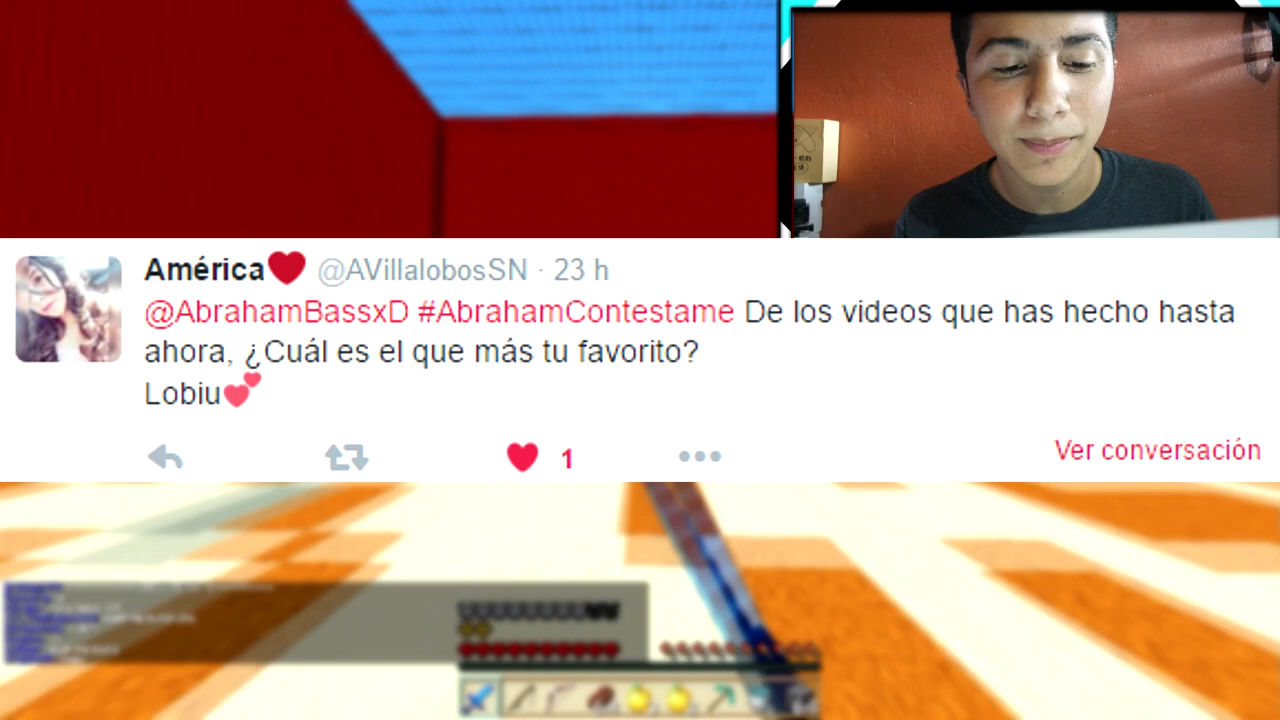 América @AVillalobosSN · 23 h
@AbrahamBassxD #AbrahamContestame De los videos que has hecho hasta
ahora, ¿Cuál es el que más tu favorito?
Lobiu
1
Ver conversación